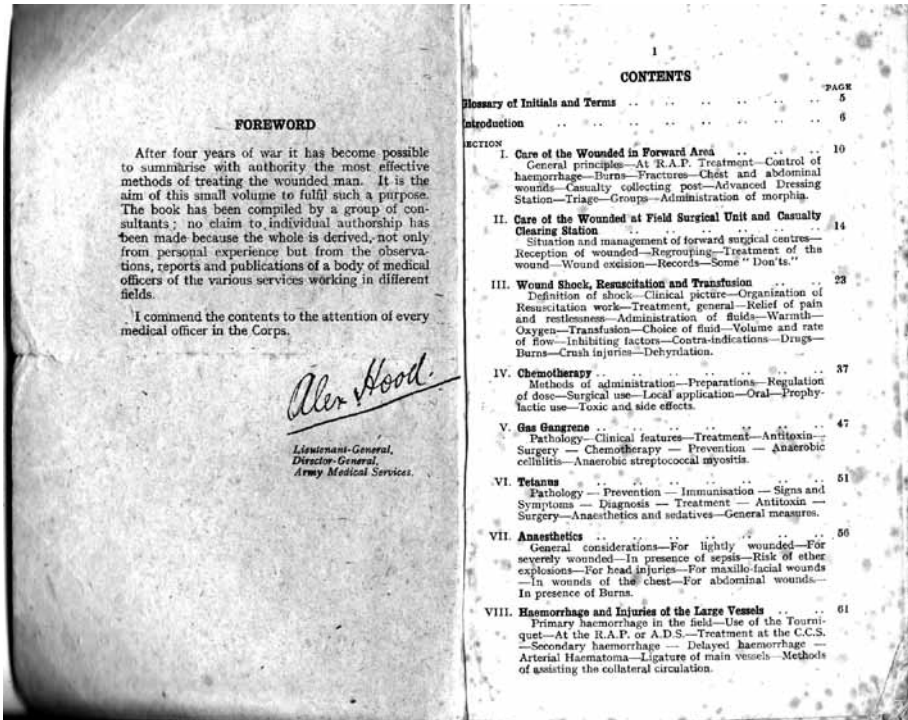 FOREWORD
After four years of war it has become possible
to summarise with authority the most effective
methods of treating the wounded man. It is the
aim of this small volume to fulfil such a purpose.
The book has been compiled by a group of con-
sultants; no claim to individual authorship has
been made because the whole is derived, not only
from personal experience but from the observa-
tions, reports and publications of a body of medical
officers of the various services working in different
fields.
I commend the contents to the attention of every
medical officer in the Corps.
Alex Hood.
Lieutenant-General,
Director-General,
Army Medical Services.
1
CONTENTS
PAGE
Glossary of Initials and Terms .. .. .. .. .. .. 5
Introduction .. .. .. .. .. .. .. .. 6
SECTION
I. Care of the Wounded in Forward Area .. .. .. 10
General principles—At R.A.P. Treatment—Control of
haemorrhage—Burns—Fractures—Chest and abdominal
wounds—Casualty collecting post—Advanced Dressing
Station—Triage—Groups—Administration of morphia.
II. Care of the Wounded at Field Surgical Unit and Casualty
Clearing Station .. .. .. .. .. .. .. 14
Situation and management of forward surgical centres—
Reception of wounded—Regrouping—Treatment of the
wound—Wound excision—Records—Some " Don'ts."
III. Wound Shock, Resuscitation and Transfusion .. .. 23
Definition of shock—Clinical picture—Organization of
Resuscitation work—Treatment, general—Relief of pain
and restlessness—Administration of fluids—Warmth—
Oxygen—Transfusion—Choice of fluid—Volume and rate
of flow—Inhibiting factors—Contra-indications—Drugs—
Burns—Crush injuries—Dehyrdation.
IV. Chemotherapy .. .. .. .. .. .. .. 37
Methods of administration—Preparations—Regulation
of dose—Surgical use—Local application—Oral—Prophy-
lactic use—Toxic and side effects.
V. Gas Gangrene .. .. .. .. .. .. .. 47
Pathology—Clinical features—Treatment—Antitoxin—
Surgery — Chemotherapy — Prevention — Anaerobic
cellulitis—Anaerobic streptococcal myositis.
VI. Tetanus .. .. .. .. .. .. .. .. 51
Pathology — Prevention — Immunisation — Signs and
Symptoms — Diagnosis — Treatment — Antitoxin —
Surgery—Anaesthetics and sedatives—General measures.
VII. Anaesthetics .. .. .. .. .. .. .. 56
General considerations—For lightly wounded—For
severely wounded—In presence of sepsis—Risk of ether
explosions—For head injuries—For maxillo-facial wounds
—In wounds of the chest—For abdominal wounds—
In presence of Burns.
VIII. Haemorrhage and Injuries of the Large Vessels .. .. 61
Primary haemorrhage in the field—Use of the Tourni-
quet—At the R.A.P. or A.D.S.—Treatment at the C.C.S.
—Secondary haemorrhage — Delayed haemorrhage —
Arterial Haematoma—Ligature of main vessels—Methods
of assisting the collateral circulation.